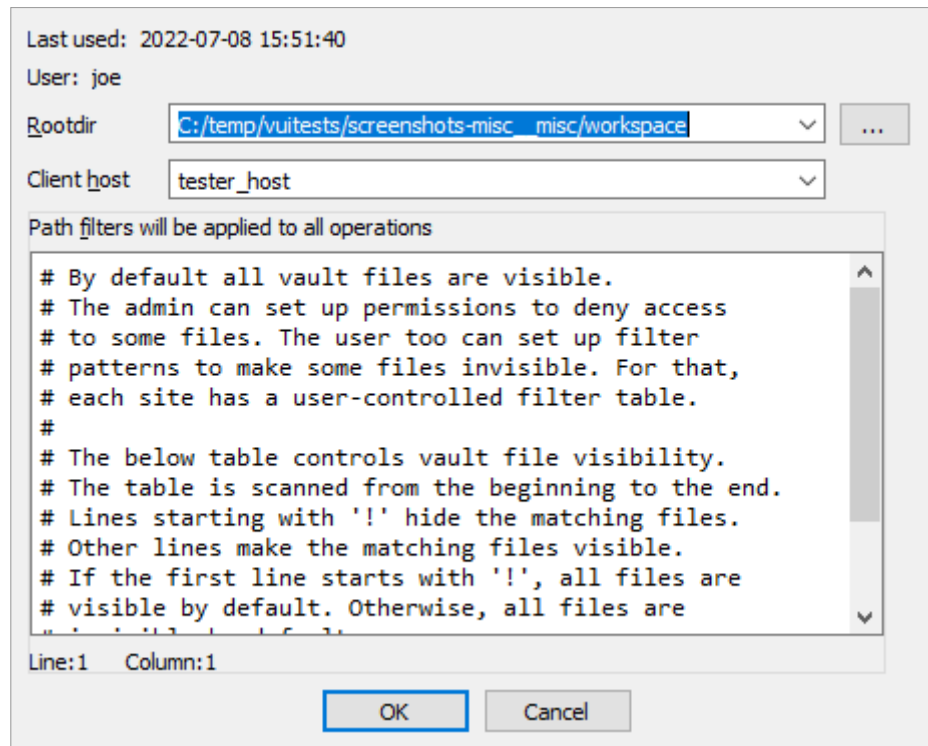 Last used: 2022-07-08 15:51:40
User: joe
Rootdir C:/temp/vuitests/screenshots-misc__misc/workspace ...
Client host tester_host
Path filters will be applied to all operations
# By default all vault files are visible.
# The admin can set up permissions to deny access
# to some files. The user too can set up filter
# patterns to make some files invisible. For that,
# each site has a user-controlled filter table.
#
# The below table controls vault file visibility.
# The table is scanned from the beginning to the end.
# Lines starting with '!' hide the matching files.
# Other lines make the matching files visible.
# If the first line starts with '!', all files are
# visible by default. Otherwise, all files are
Line:1 Column:1
OK Cancel